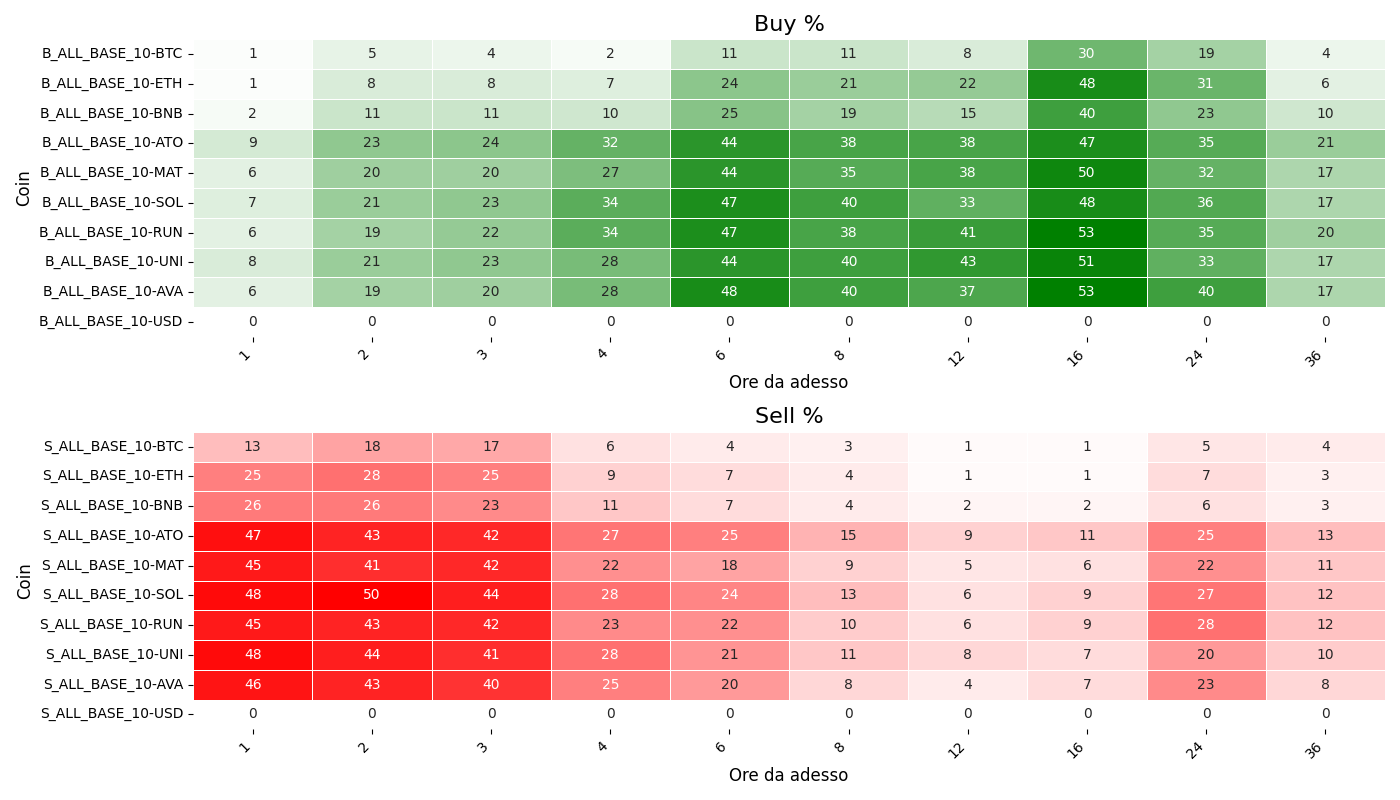 Buy %
B_ALL_BASE_10-BTC 1 5 4 2 11 11 8 30 19 4
B_ALL_BASE_10-ETH 1 8 8 7 24 21 22 48 31 6
B_ALL_BASE_10-BNB 2 11 11 10 25 19 15 40 23 10
B_ALL_BASE_10-ATO 9 23 24 32 44 38 38 47 35 21
B_ALL_BASE_10-MAT 6 20 20 27 44 35 38 50 32 17
B_ALL_BASE_10-SOL 7 21 23 34 47 40 33 48 36 17
B_ALL_BASE_10-RUN 6 19 22 34 47 38 41 53 35 20
B_ALL_BASE_10-UNI 8 21 23 28 44 40 43 51 33 17
B_ALL_BASE_10-AVA 6 19 20 28 48 40 37 53 40 17
B_ALL_BASE_10-USD 0 0 0 0 0 0 0 0 0 0
Coin
1 2 3 4 6 8 12 16 24 36
Ore da adesso
Sell %
S_ALL_BASE_10-BTC 13 18 17 6 4 3 1 1 5 4
S_ALL_BASE_10-ETH 25 28 25 9 7 4 1 1 7 3
S_ALL_BASE_10-BNB 26 26 23 11 7 4 2 2 6 3
S_ALL_BASE_10-ATO 47 43 42 27 25 15 9 11 25 13
S_ALL_BASE_10-MAT 45 41 42 22 18 9 5 6 22 11
S_ALL_BASE_10-SOL 48 50 44 28 24 13 6 9 27 12
S_ALL_BASE_10-RUN 45 43 42 23 22 10 6 9 28 12
S_ALL_BASE_10-UNI 48 44 41 28 21 11 8 7 20 10
S_ALL_BASE_10-AVA 46 43 40 25 20 8 4 7 23 8
S_ALL_BASE_10-USD 0 0 0 0 0 0 0 0 0 0
Coin
1 2 3 4 6 8 12 16 24 36
Ore da adesso